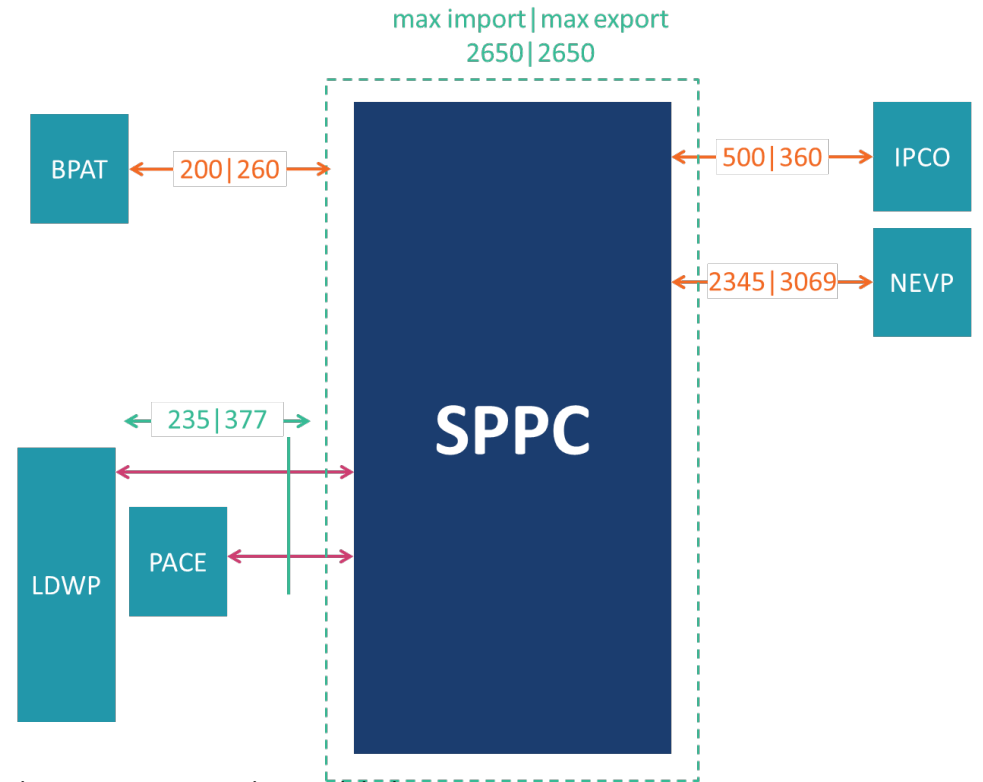 max import|max export
2650|2650
BPAT
200|260
500|360
IPCO
2345|3069
NEVP
235|377
SPPC
LDWP
PACE